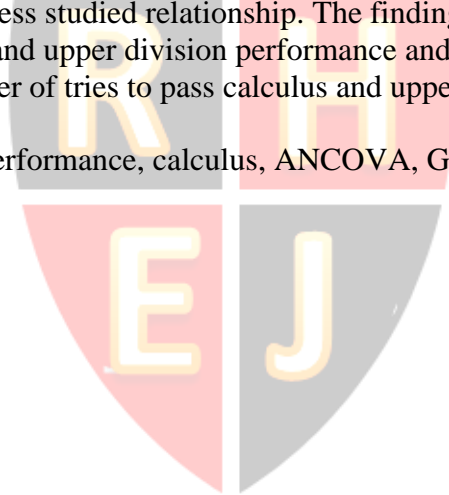 ess studied relationship. The finding
and upper division performance and
er of tries to pass calculus and uppe
erformance, calculus, ANCOVA, G
R H
E J